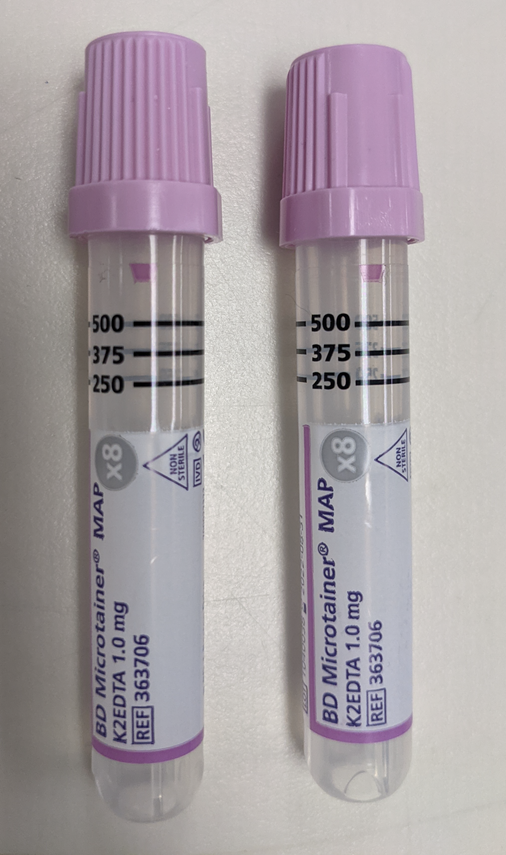 500
375
250
x8
NON
STERILE
IVD
BD Microtainer® MAP
K2EDTA 1.0 mg
REF 363706
500
375
250
x8
NON
STERILE
BD Microtainer® MAP
K2EDTA 1.0 mg
REF 363706